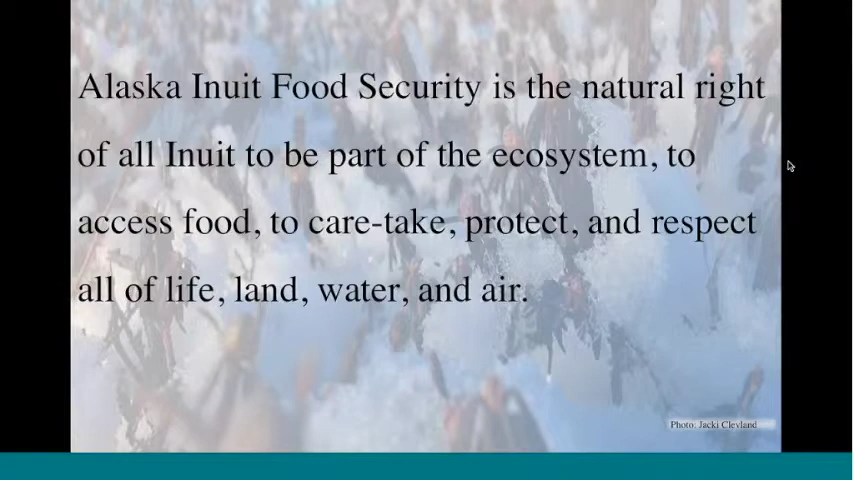 Alaska Inuit Food Security is the natural right
of all Inuit to be part of the ecosystem, to
access food, to care-take, protect, and respect
all of life, land, water, and air.
Photo: Jacki Clevland